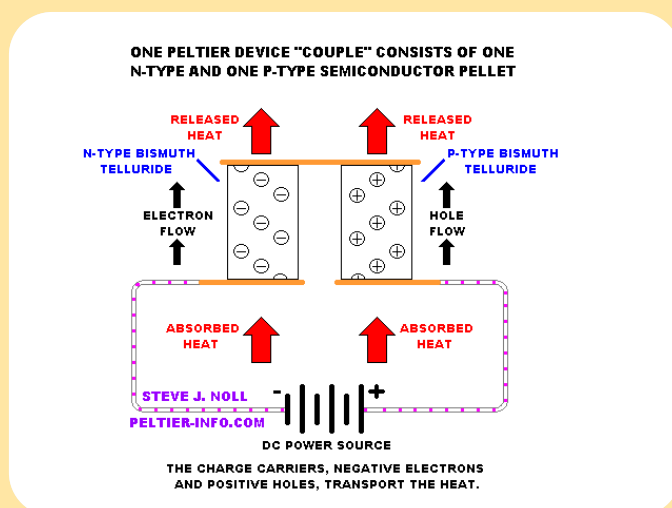 ONE PELTIER DEVICE "COUPLE" CONSISTS OF ONE
N-TYPE AND ONE P-TYPE SEMICONDUCTOR PELLET
RELEASED
HEAT
RELEASED
HEAT
N-TYPE BISMUTH
TELLURIDE
P-TYPE BISMUTH
TELLURIDE
ELECTRON
FLOW
HOLE
FLOW
ABSORBED
HEAT
ABSORBED
HEAT
- +
STEVE J. NOLL
PELTIER-INFO.COM
DC POWER SOURCE
THE CHARGE CARRIERS, NEGATIVE ELECTRONS
AND POSITIVE HOLES, TRANSPORT THE HEAT.